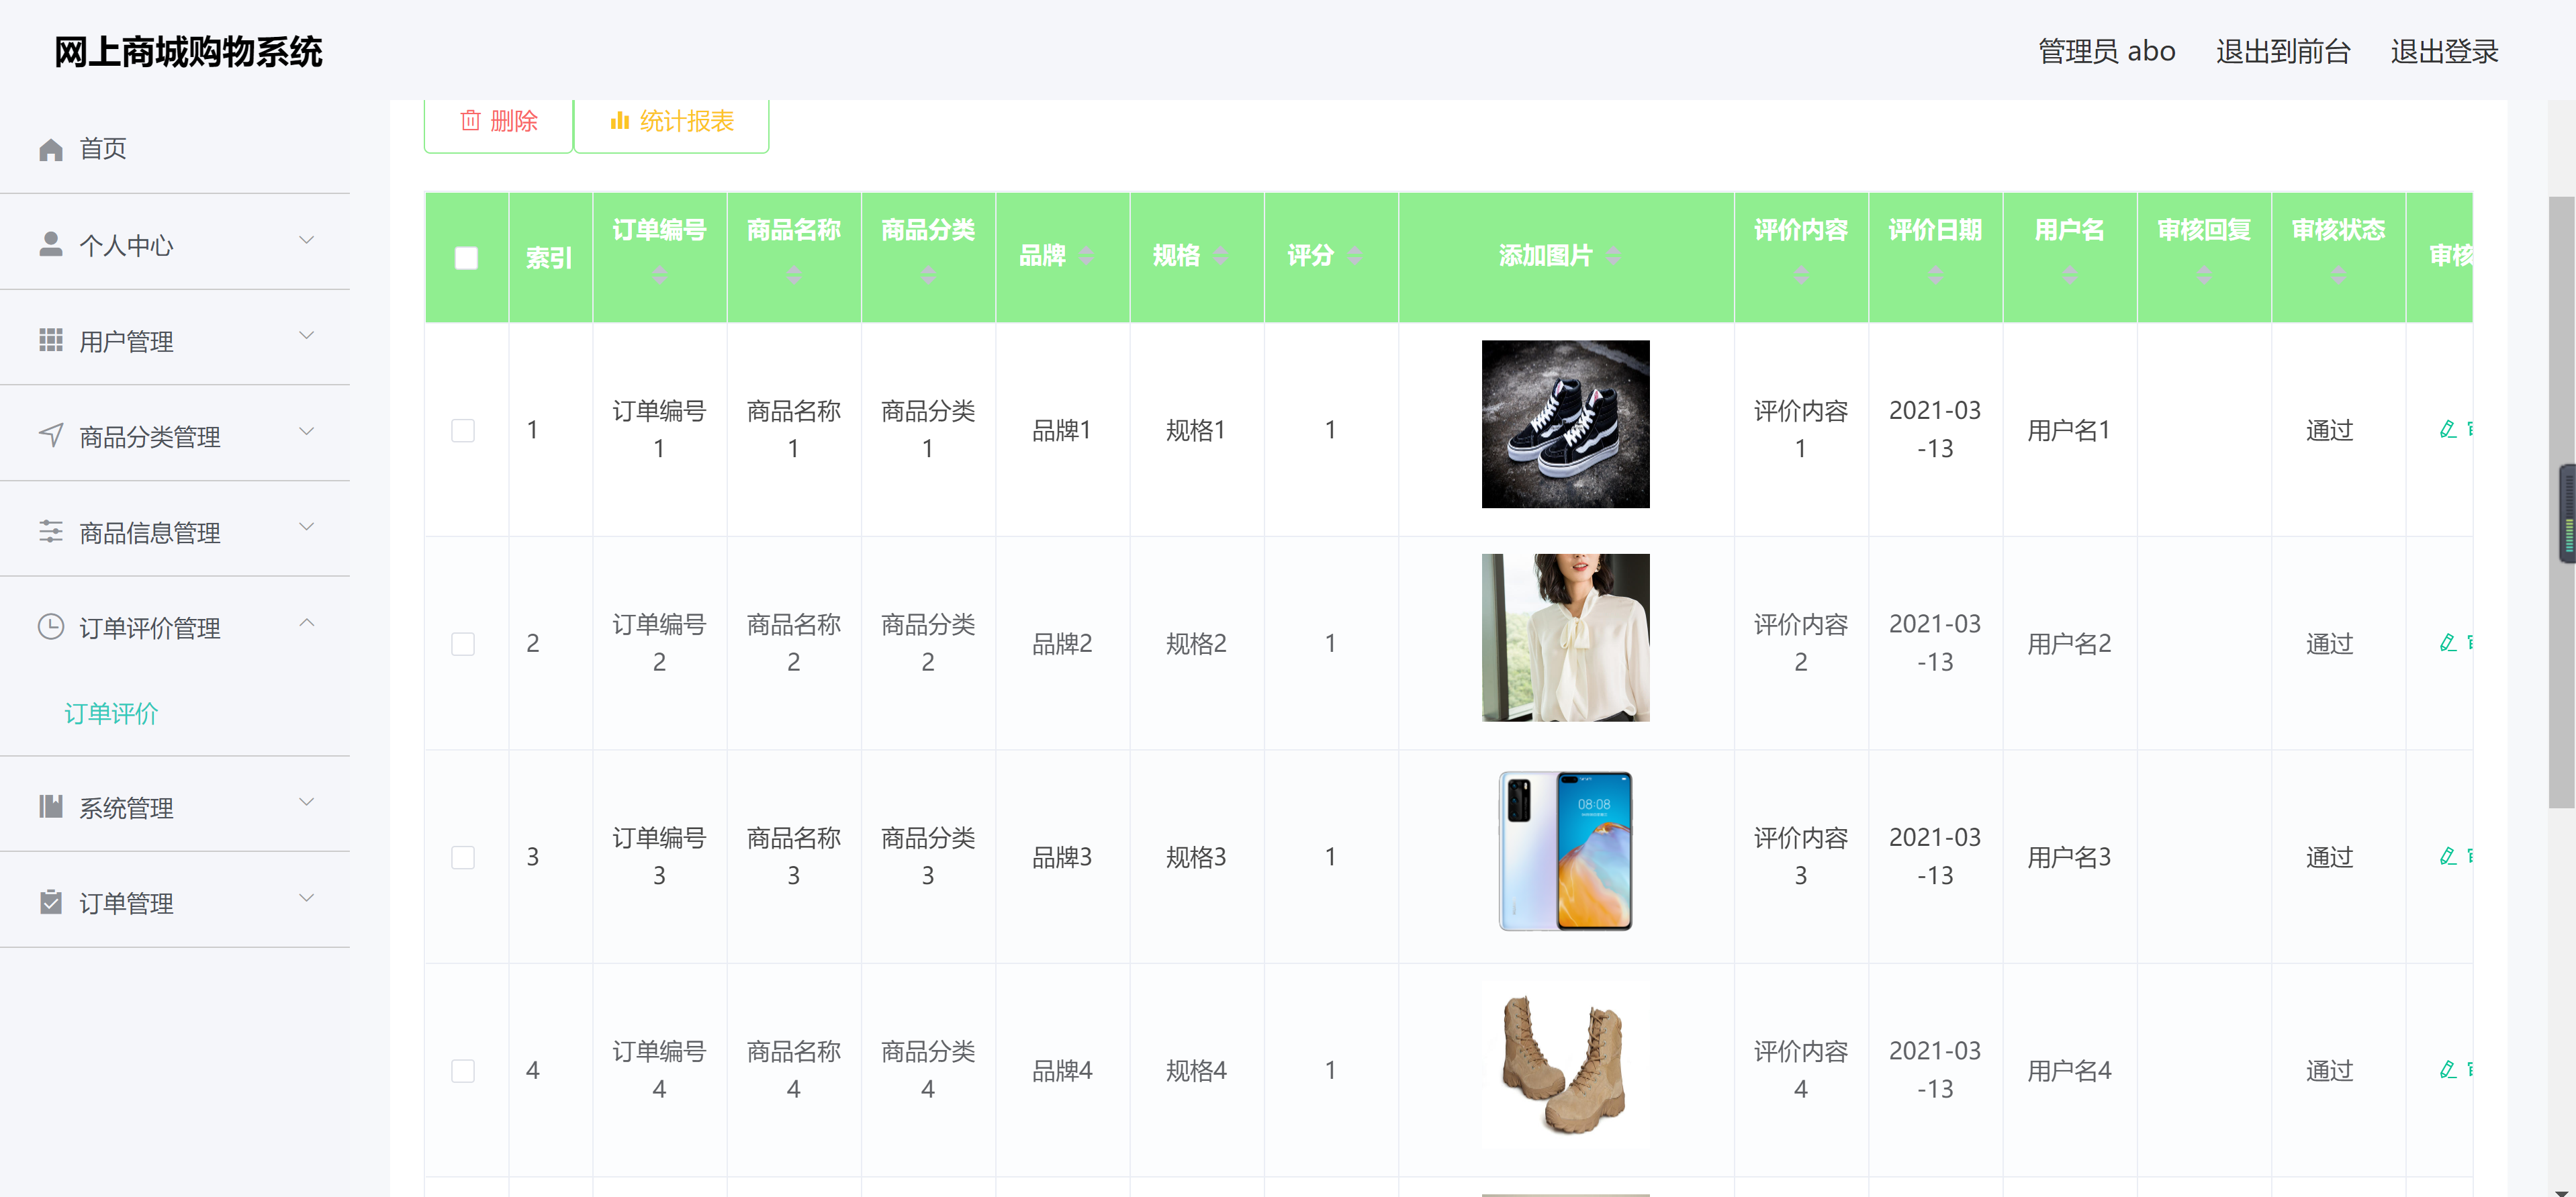 网上商城购物系统
管理员 abo 退出到前台 退出登录
首页
个人中心
用户管理
商品分类管理
商品信息管理
订单评价管理
订单评价
系统管理
订单管理
删除 统计报表
索引 订单编号 商品名称 商品分类 品牌 规格 评分 添加图片 评价内容 评价日期 用户名 审核回复 审核状态 审核
1 订单编号 商品名称 商品分类 品牌1 规格1 1 评价内容 2021-03 用户名1 通过
1 1 1 1 -13
2 订单编号 商品名称 商品分类 品牌2 规格2 1 评价内容 2021-03 用户名2 通过
2 2 2 2 -13
3 订单编号 商品名称 商品分类 品牌3 规格3 1 08:08 评价内容 2021-03 用户名3 通过
3 3 3 3 -13
4 订单编号 商品名称 商品分类 品牌4 规格4 1 评价内容 2021-03 用户名4 通过
4 4 4 4 -13